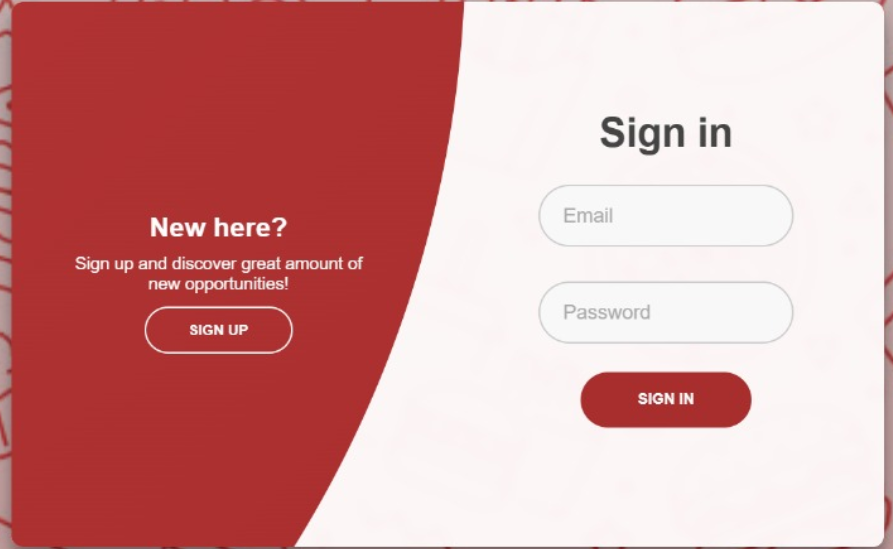 New here?
Sign up and discover great amount of
new opportunities!
SIGN UP
Sign in
Email
Password
SIGN IN